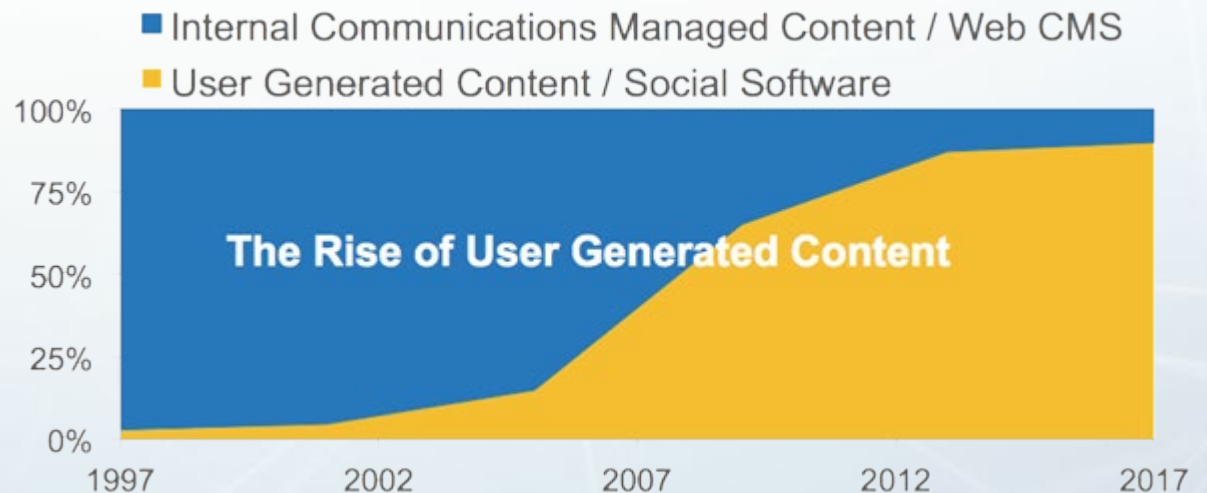 Internal Communications Managed Content / Web CMS
User Generated Content / Social Software
100%
75%
The Rise of User Generated Content
50%
25%
0%
1997 2002 2007 2012 2017